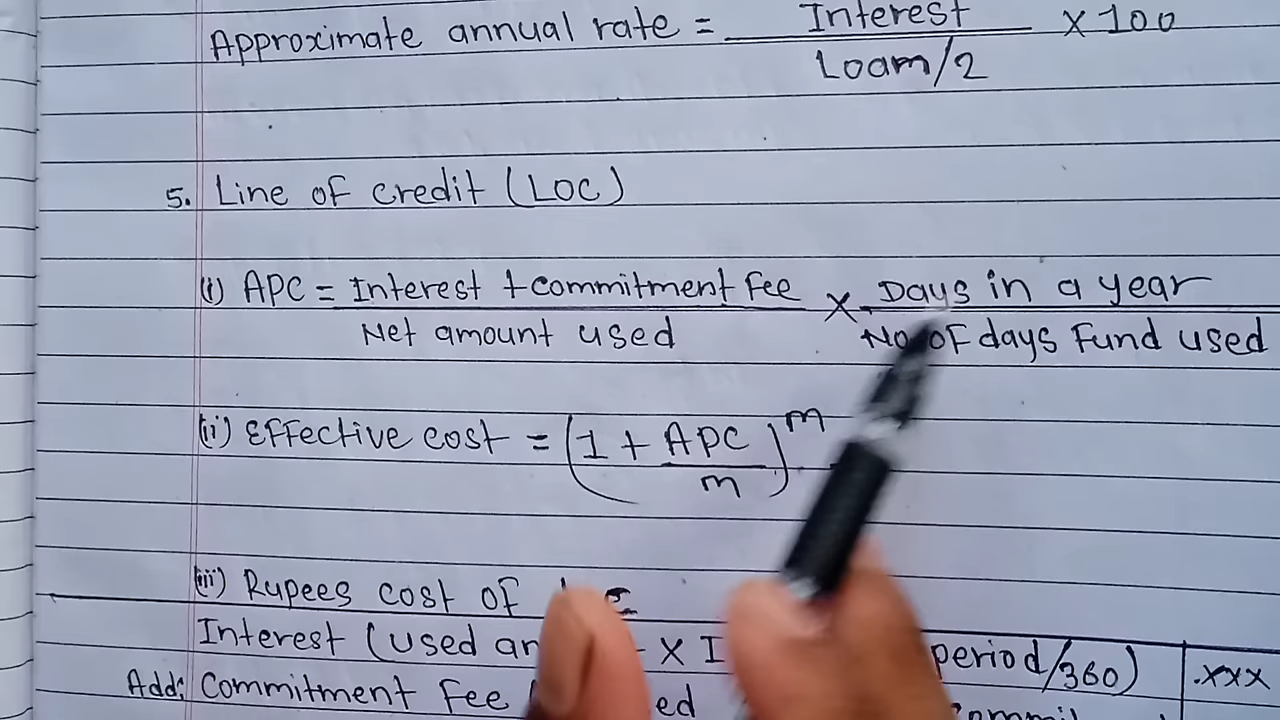 Approximate annual rate = Interest × 100
Loam/2
5. Line of credit (LOC)
(i) APC = Interest + commitment Fee × Days in a year
Net amount used No. of days Fund used
(ii) Effective cost = (1 + APC/m)^m
(iii) Rupees cost of
Interest (used × I period/360) .xxx
Add: Commitment Fee ed